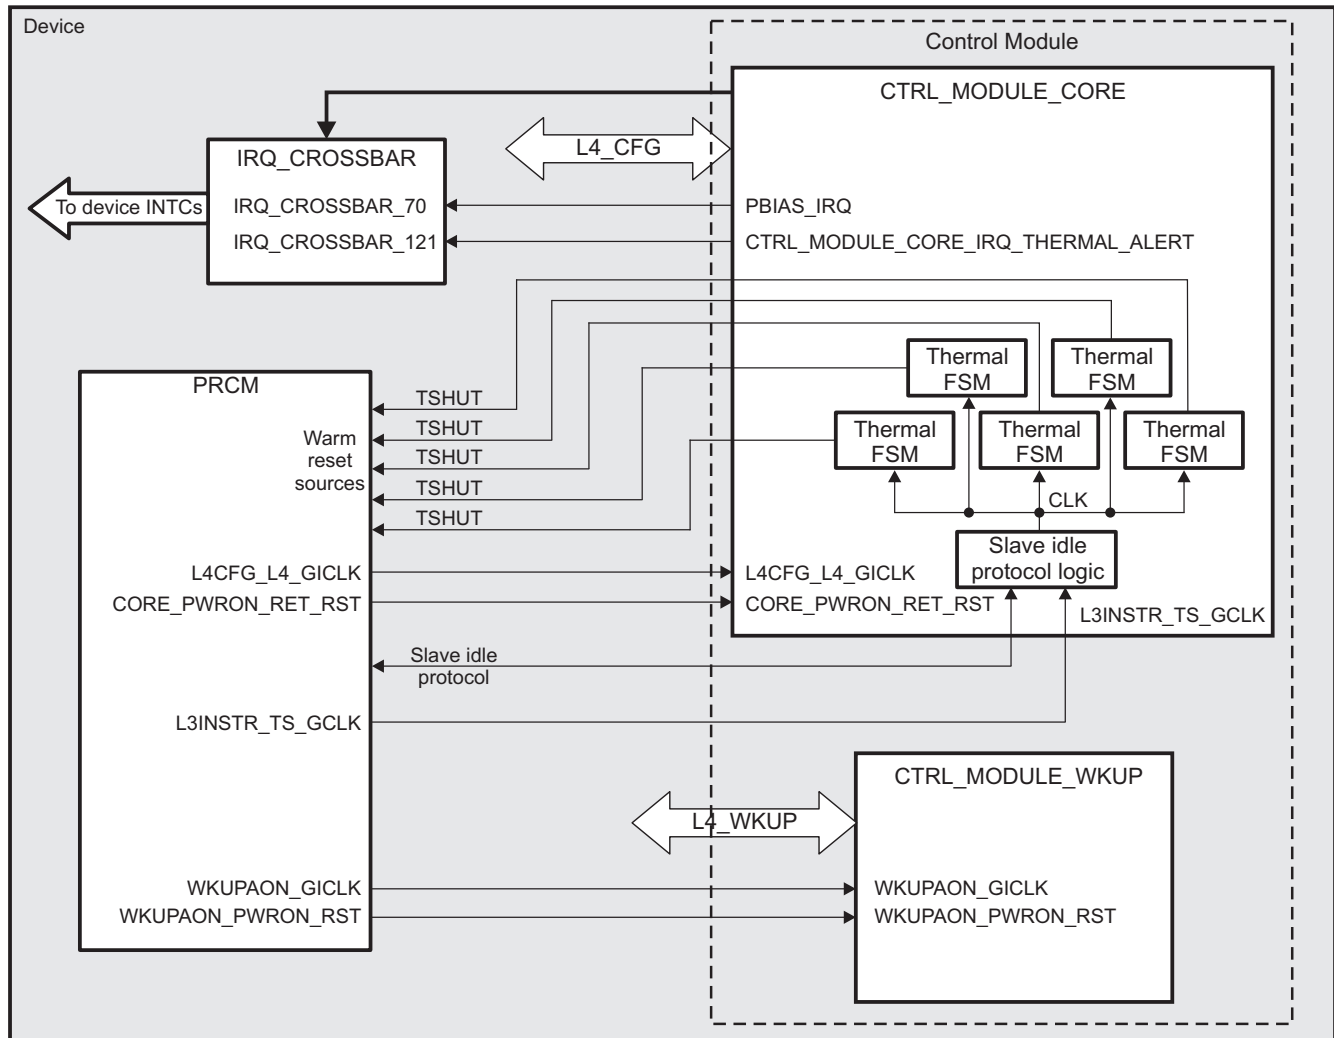 Device
Control Module
CTRL_MODULE_CORE
IRQ_CROSSBAR
L4_CFG
To device INTCs
IRQ_CROSSBAR_70
PBIAS_IRQ
IRQ_CROSSBAR_121
CTRL_MODULE_CORE_IRQ_THERMAL_ALERT
Thermal
FSM
Thermal
FSM
PRCM
TSHUT
TSHUT
TSHUT
TSHUT
TSHUT
Warm
reset
sources
Thermal
FSM
Thermal
FSM
Thermal
FSM
CLK
Slave idle
protocol logic
L4CFG_L4_GICLK
L4CFG_L4_GICLK
CORE_PWRON_RET_RST
CORE_PWRON_RET_RST
L3INSTR_TS_GCLK
Slave idle
protocol
L3INSTR_TS_GCLK
CTRL_MODULE_WKUP
L4_WKUP
WKUPAON_GICLK
WKUPAON_GICLK
WKUPAON_PWRON_RST
WKUPAON_PWRON_RST